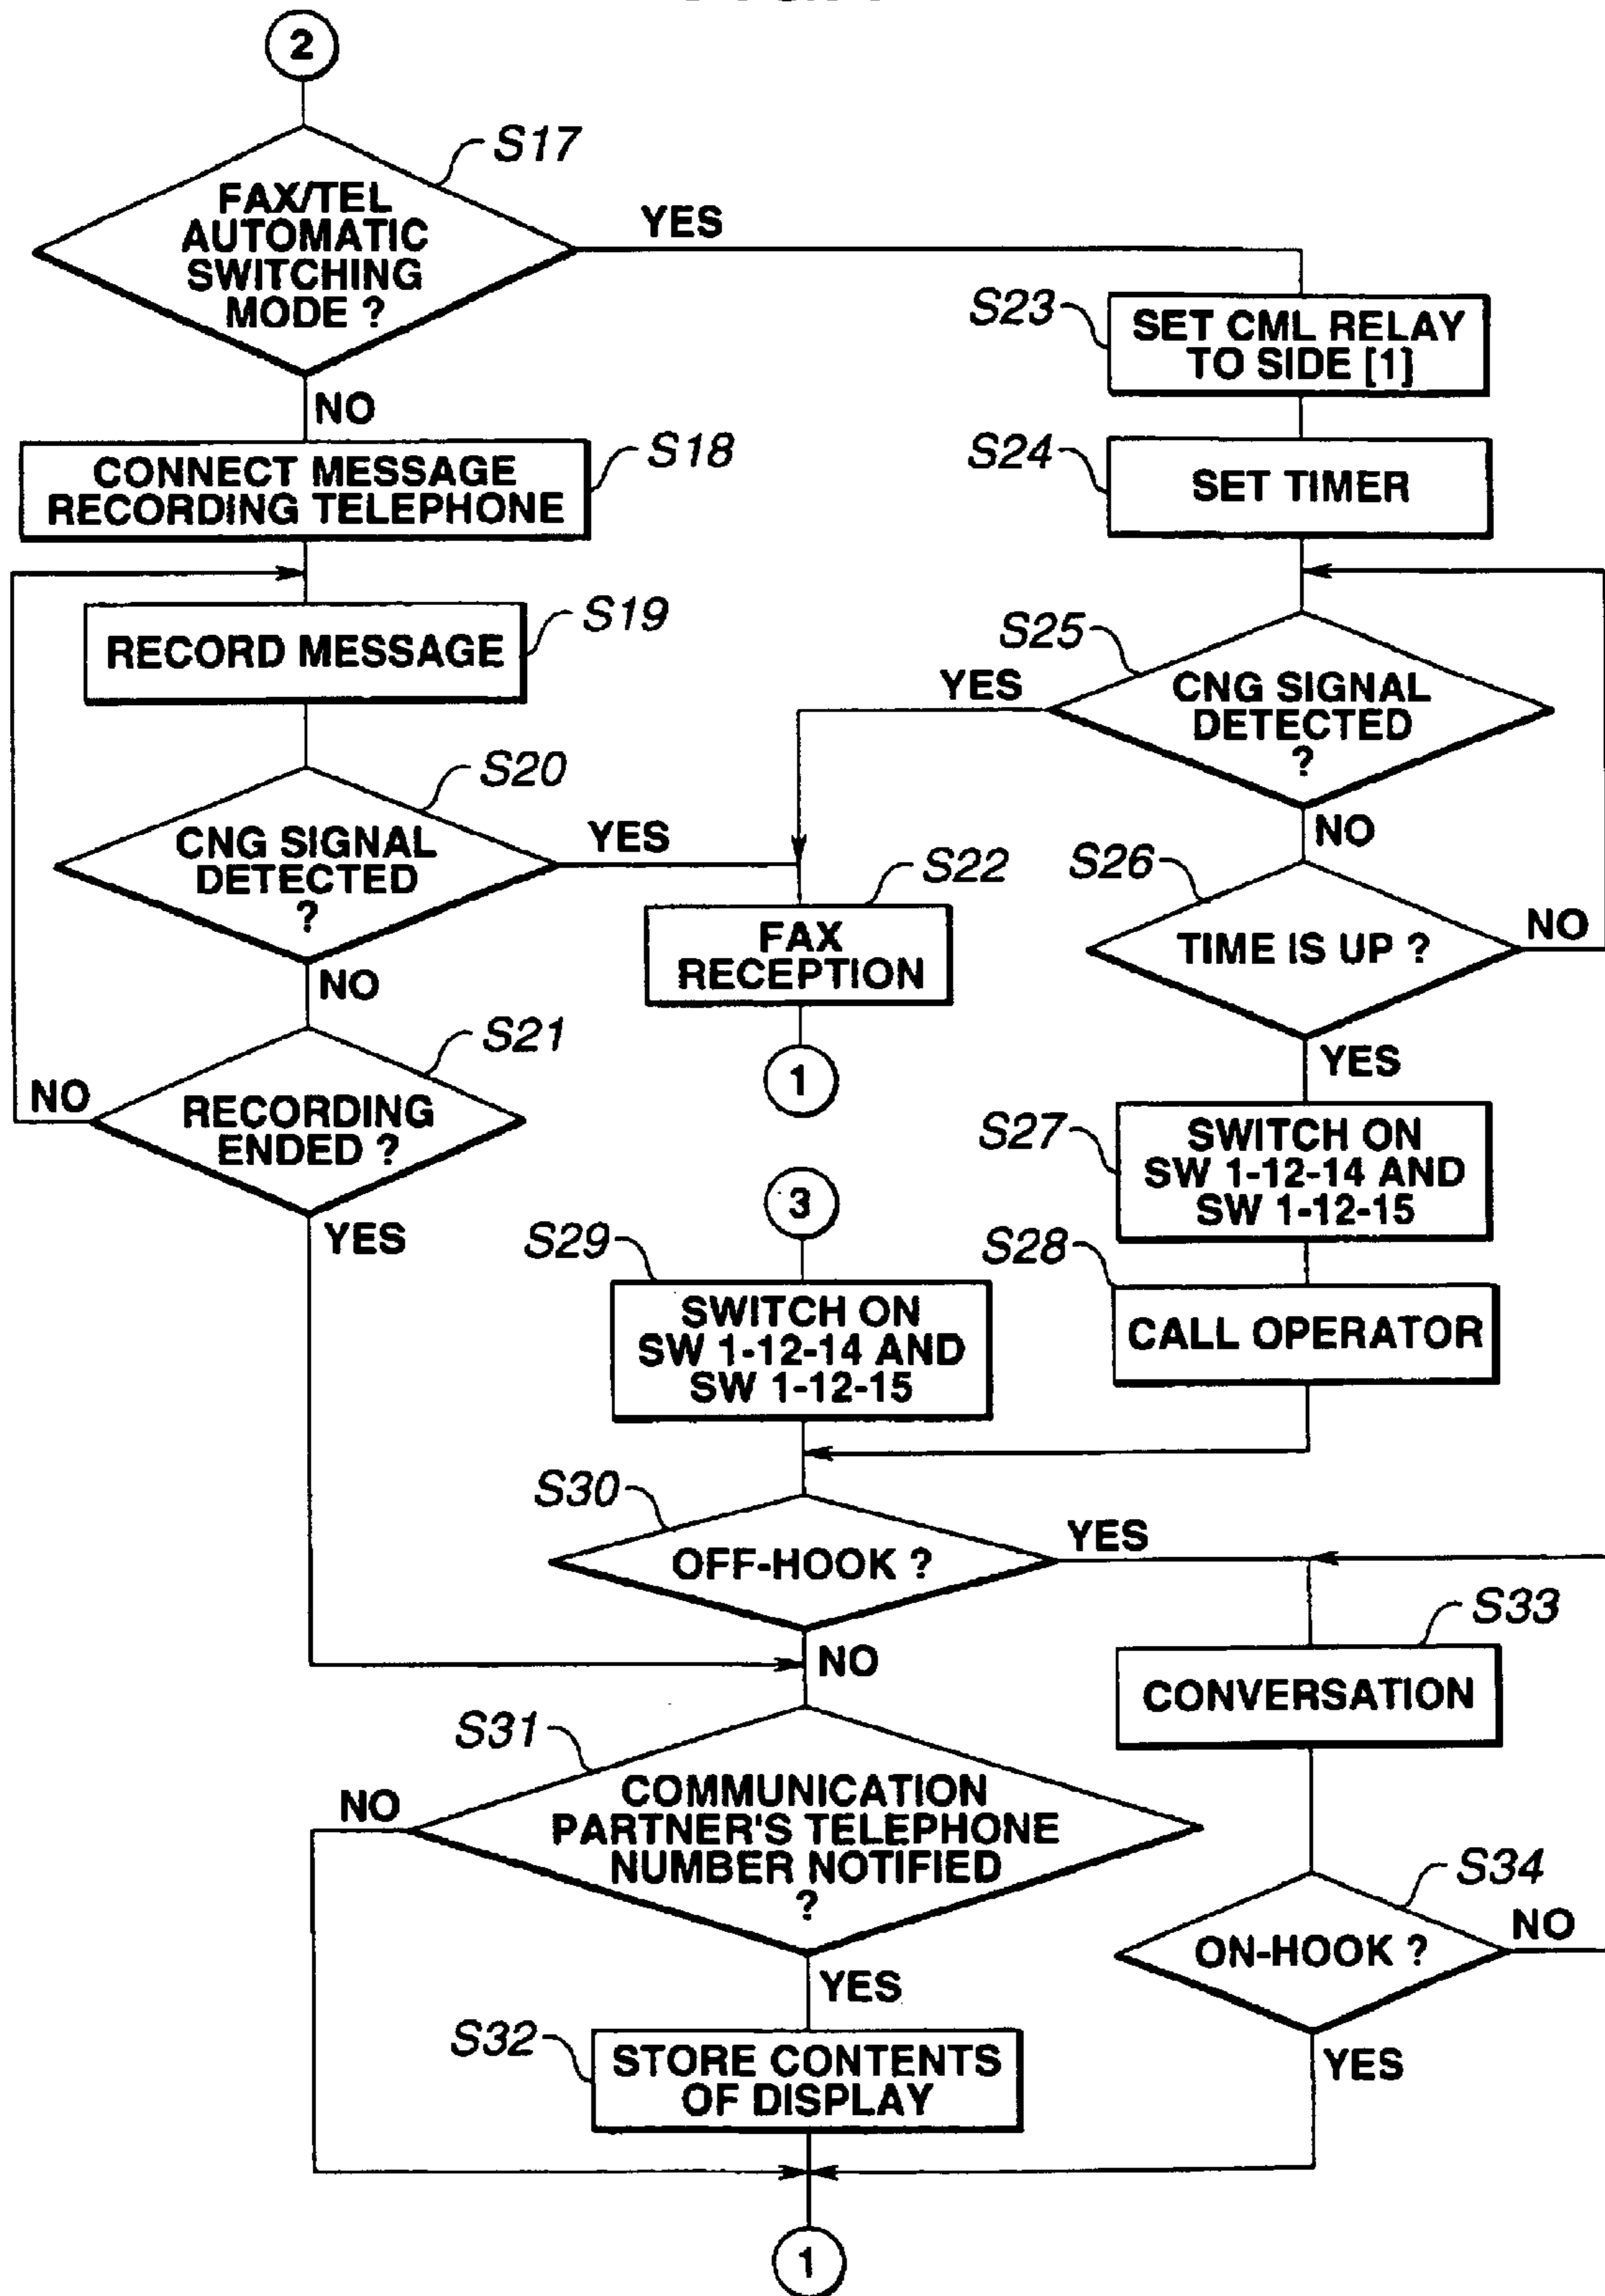 2
S17
FAX/TEL
AUTOMATIC
SWITCHING
MODE ?
YES
NO
S23
SET CML RELAY
TO SIDE [1]
S18
CONNECT MESSAGE
RECORDING TELEPHONE
S24
SET TIMER
S19
RECORD MESSAGE
S25
CNG SIGNAL
DETECTED
?
YES
NO
S20
CNG SIGNAL
DETECTED
?
YES
NO
S22
FAX
RECEPTION
1
S26
TIME IS UP ?
NO
YES
S21
RECORDING
ENDED ?
NO
YES
S27
SWITCH ON
SW 1-12-14 AND
SW 1-12-15
3
S29
SWITCH ON
SW 1-12-14 AND
SW 1-12-15
S28
CALL OPERATOR
S30
OFF-HOOK ?
YES
NO
S33
CONVERSATION
S31
COMMUNICATION
PARTNER'S TELEPHONE
NUMBER NOTIFIED
?
NO
YES
S34
ON-HOOK ?
NO
YES
S32
STORE CONTENTS
OF DISPLAY
1